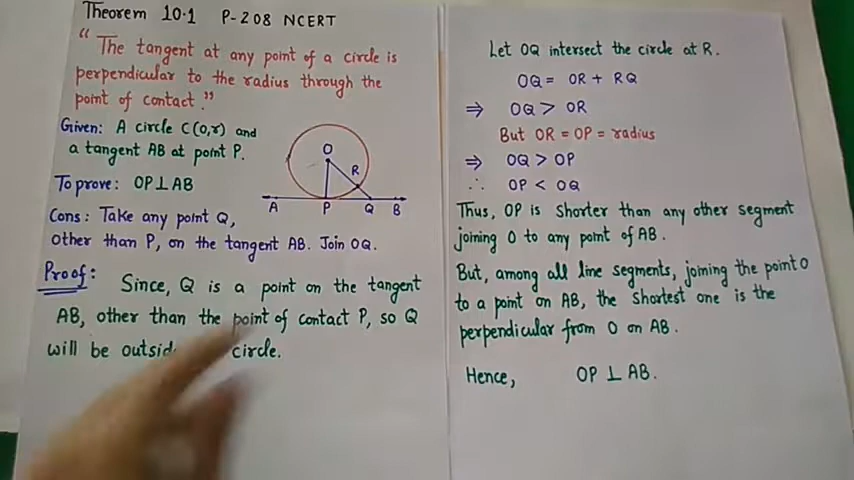 Theorem 10.1 P-208 NCERT
"The tangent at any point of a circle is
perpendicular to the radius through the
point of contact."
Given: A circle C(O,r) and
a tangent AB at point P.
To prove: OP⊥AB
Cons: Take any point Q,
Other than P, on the tangent AB. Join OQ.
O
R
A P Q B
Proof: Since, Q is a point on the tangent
AB, other than the point of contact P, so Q
will be outsid circle.
Let OQ intersect the circle at R.
OQ = OR + RQ
⇒ OQ > OR
But OR = OP = radius
⇒ OQ > OP
∴ OP < OQ
Thus, OP is Shorter than any other segment
joining O to any point of AB.
But, among all line segments, joining the point O
to a point on AB, the shortest one is the
perpendicular from O on AB.
Hence, OP ⊥ AB.